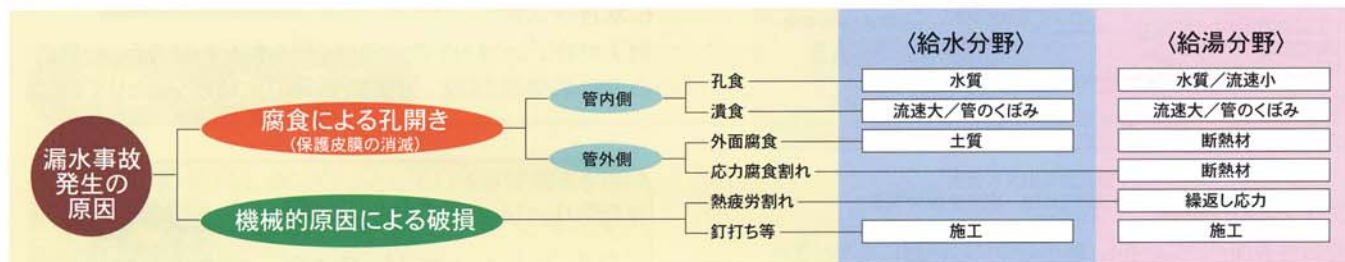 〈給水分野〉
〈給湯分野〉
漏水事故
発生の
原因
腐食による孔開き
(保護皮膜の消滅)
機械的原因による破損
管内側
管外側
孔食
水質
水質／流速小
潰食
流速大／管のくぼみ
流速大／管のくぼみ
外面腐食
土質
断熱材
応力腐食割れ
断熱材
熱疲労割れ
繰返し応力
釘打ち等
施工
施工